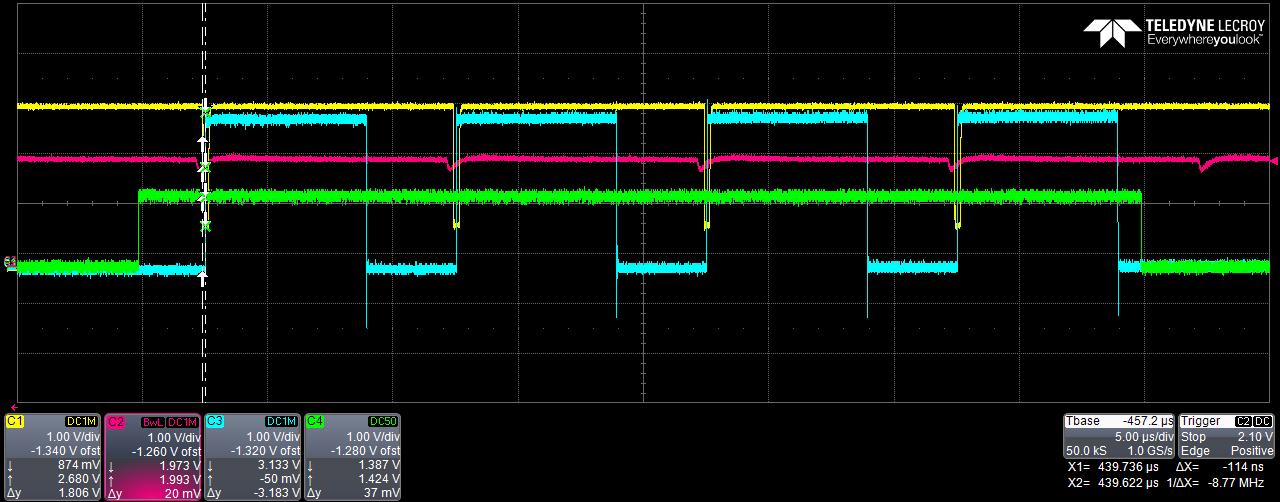 TELEDYNE LECROY
Everywhereyoulook™
C1 DC1M
1.00 V/div
-1.340 V ofst
↓ 874 mV
↑ 2.680 V
Δy 1.806 V
C2 BwL DC1M
1.00 V/div
-1.260 V ofst
↓ 1.973 V
↑ 1.993 V
Δy 20 mV
C3 DC1M
1.00 V/div
-1.320 V ofst
↓ 3.133 V
↑ -50 mV
Δy -3.183 V
C4 DC50
1.00 V/div
-1.280 V ofst
↓ 1.387 V
↑ 1.424 V
Δy 37 mV
Tbase -457.2 µs
5.00 µs/div
50.0 kS 1.0 GS/s
Trigger C2 DC
Stop 2.10 V
Edge Positive
X1= 439.736 µs ΔX= -114 ns
X2= 439.622 µs 1/ΔX= -8.77 MHz